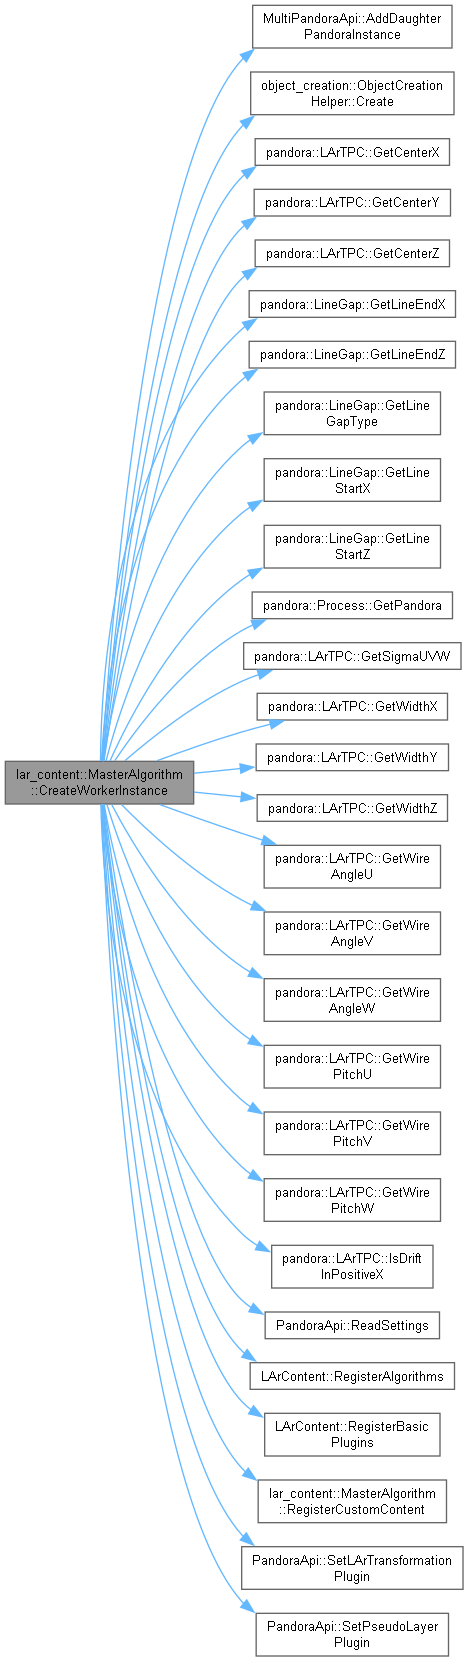 MultiPandoraApi::AddDaughter
PandoraInstance
object_creation::ObjectCreation
Helper::Create
pandora::LArTPC::GetCenterX
pandora::LArTPC::GetCenterY
pandora::LArTPC::GetCenterZ
pandora::LineGap::GetLineEndX
pandora::LineGap::GetLineEndZ
pandora::LineGap::GetLine
GapType
pandora::LineGap::GetLine
StartX
pandora::LineGap::GetLine
StartZ
pandora::Process::GetPandora
pandora::LArTPC::GetSigmaUVW
pandora::LArTPC::GetWidthX
lar_content::MasterAlgorithm
::CreateWorkerInstance
pandora::LArTPC::GetWidthY
pandora::LArTPC::GetWidthZ
pandora::LArTPC::GetWire
AngleU
pandora::LArTPC::GetWire
AngleV
pandora::LArTPC::GetWire
AngleW
pandora::LArTPC::GetWire
PitchU
pandora::LArTPC::GetWire
PitchV
pandora::LArTPC::GetWire
PitchW
pandora::LArTPC::IsDrift
InPositiveX
PandoraApi::ReadSettings
LArContent::RegisterAlgorithms
LArContent::RegisterBasic
Plugins
lar_content::MasterAlgorithm
::RegisterCustomContent
PandoraApi::SetLArTransformation
Plugin
PandoraApi::SetPseudoLayer
Plugin